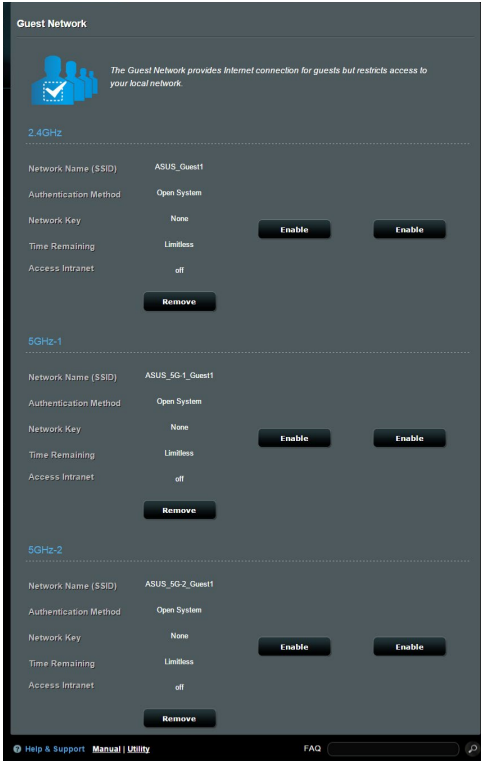 Guest Network
The Guest Network provides Internet connection for guests but restricts access to
your local network.
2.4GHz
Network Name (SSID) ASUS_Guest1
Authentication Method Open System
Network Key None
Enable Enable
Time Remaining Limitless
Access Intranet off
Remove
5GHz-1
Network Name (SSID) ASUS_5G-1_Guest1
Authentication Method Open System
Network Key None
Enable Enable
Time Remaining Limitless
Access Intranet off
Remove
5GHz-2
Network Name (SSID) ASUS_5G-2_Guest1
Authentication Method Open System
Network Key None
Enable Enable
Time Remaining Limitless
Access Intranet off
Remove
? Help & Support Manual | Utility FAQ